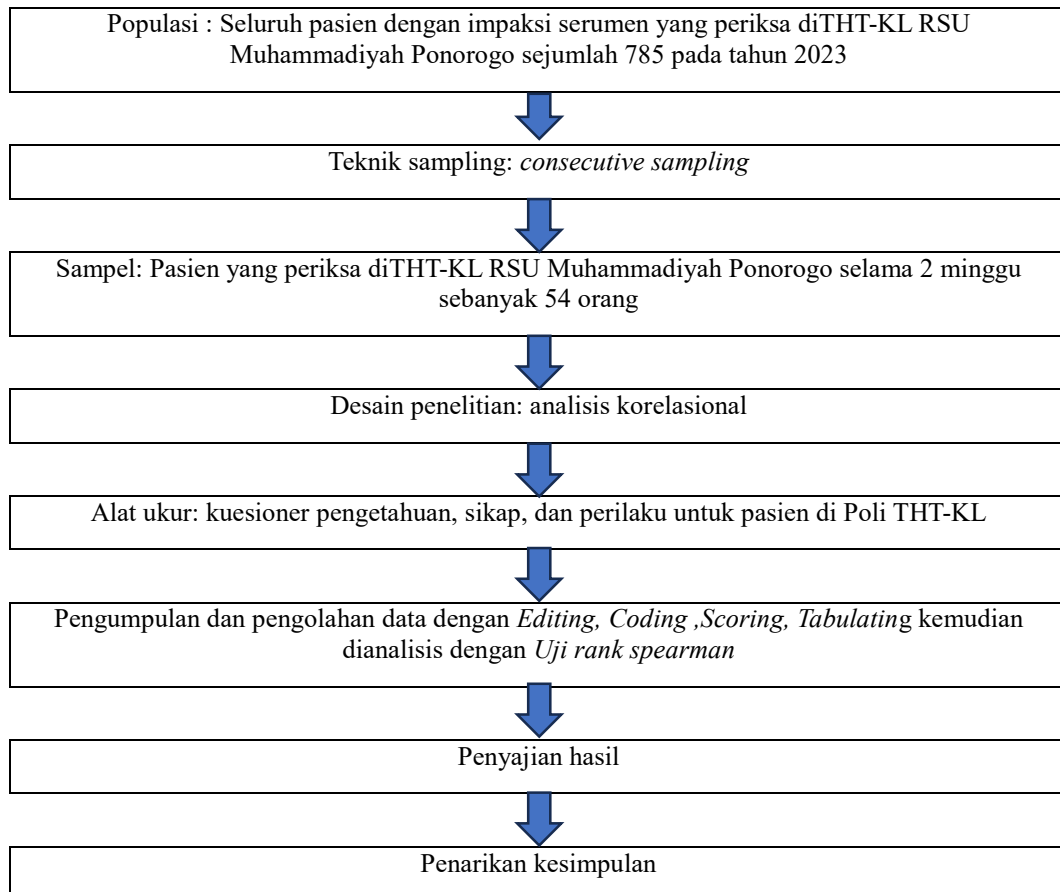 Populasi : Seluruh pasien dengan impaksi serumen yang periksa diTHT-KL RSU
Muhammadiyah Ponorogo sejumlah 785 pada tahun 2023
Teknik sampling: consecutive sampling
Sampel: Pasien yang periksa diTHT-KL RSU Muhammadiyah Ponorogo selama 2 minggu
sebanyak 54 orang
Desain penelitian: analisis korelasional
Alat ukur: kuesioner pengetahuan, sikap, dan perilaku untuk pasien di Poli THT-KL
Pengumpulan dan pengolahan data dengan Editing, Coding ,Scoring, Tabulating kemudian
dianalisis dengan Uji rank spearman
Penyajian hasil
Penarikan kesimpulan